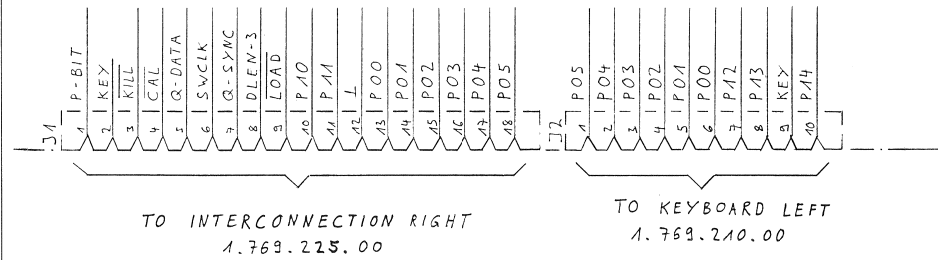 J1
1 P-BIT
2 KEY
3 KILL
4 CAL
5 Q-DATA
6 SWCLK
7 Q-SYNC
8 DLEN-3
9 LOAD
10 P10
11 P11
12 ⊥
13 P00
14 P01
15 P02
16 P03
17 P04
18 P05
J2
1 P05
2 P04
3 P03
4 P02
5 P01
6 P00
7 P12
8 P13
9 KEY
10 P14
TO INTERCONNECTION RIGHT
1.769.225.00
TO KEYBOARD LEFT
1.769.210.00